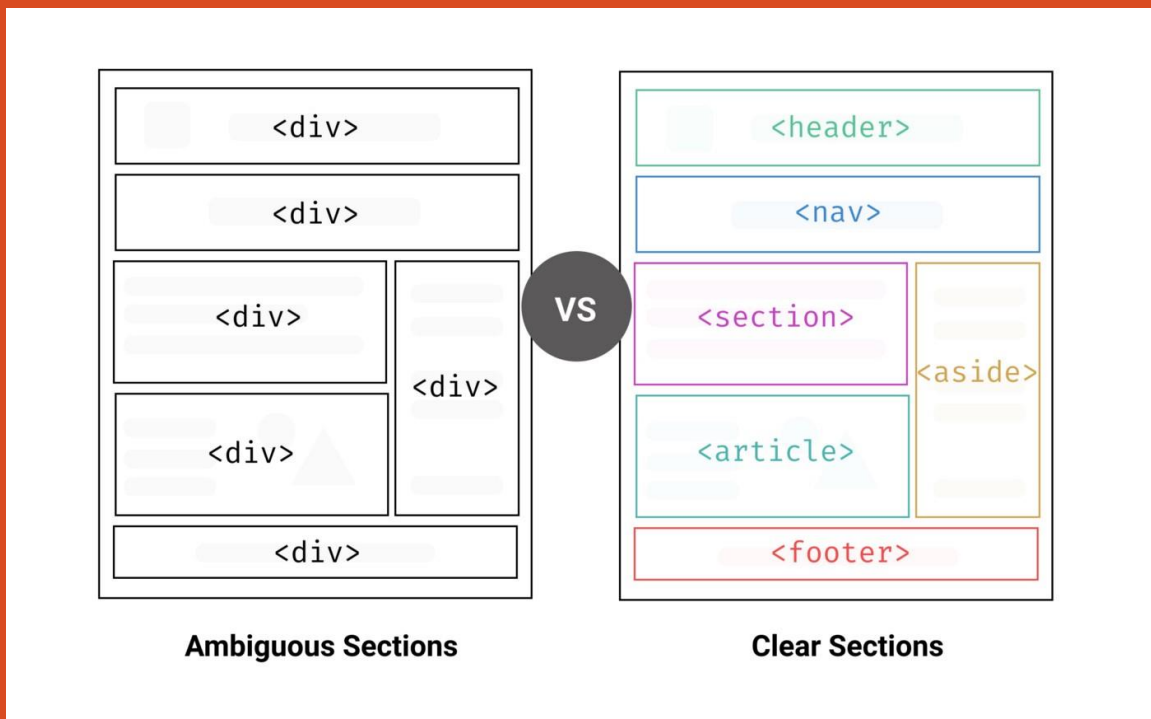 <div>
<div>
<div>
<div>
<div>
<div>
Ambiguous Sections
VS
<header>
<nav>
<section>
<aside>
<article>
<footer>
Clear Sections